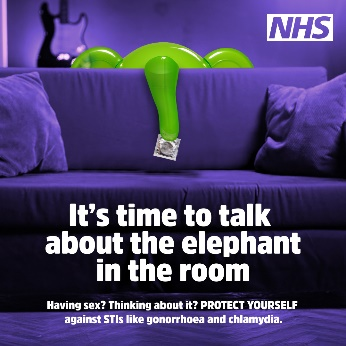 NHS
It's time to talk
about the elephant
in the room
Having sex? Thinking about it? PROTECT YOURSELF
against STIs like gonorrhoea and chlamydia.